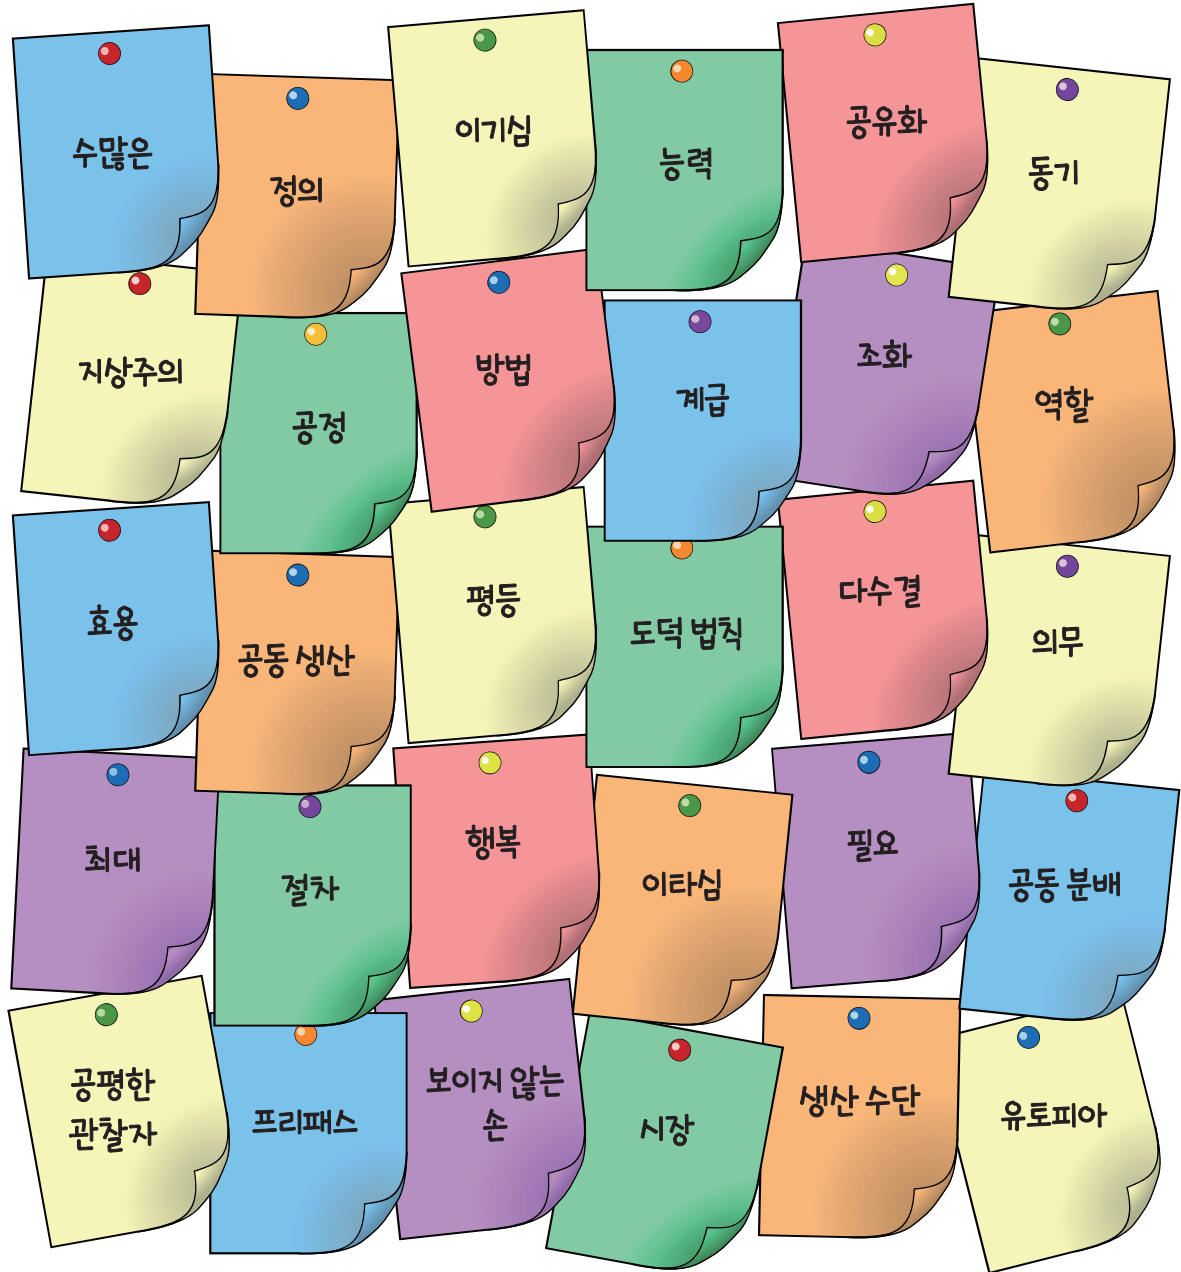 수많은
정의
이기심
능력
공유화
동기
지상주의
공정
방법
계급
조화
역할
효용
공동 생산
평등
도덕 법칙
다수결
의무
최대
절차
행복
이타심
필요
공동 분배
공평한
관찰자
프리패스
보이지 않는
손
시장
생산 수단
유토피아